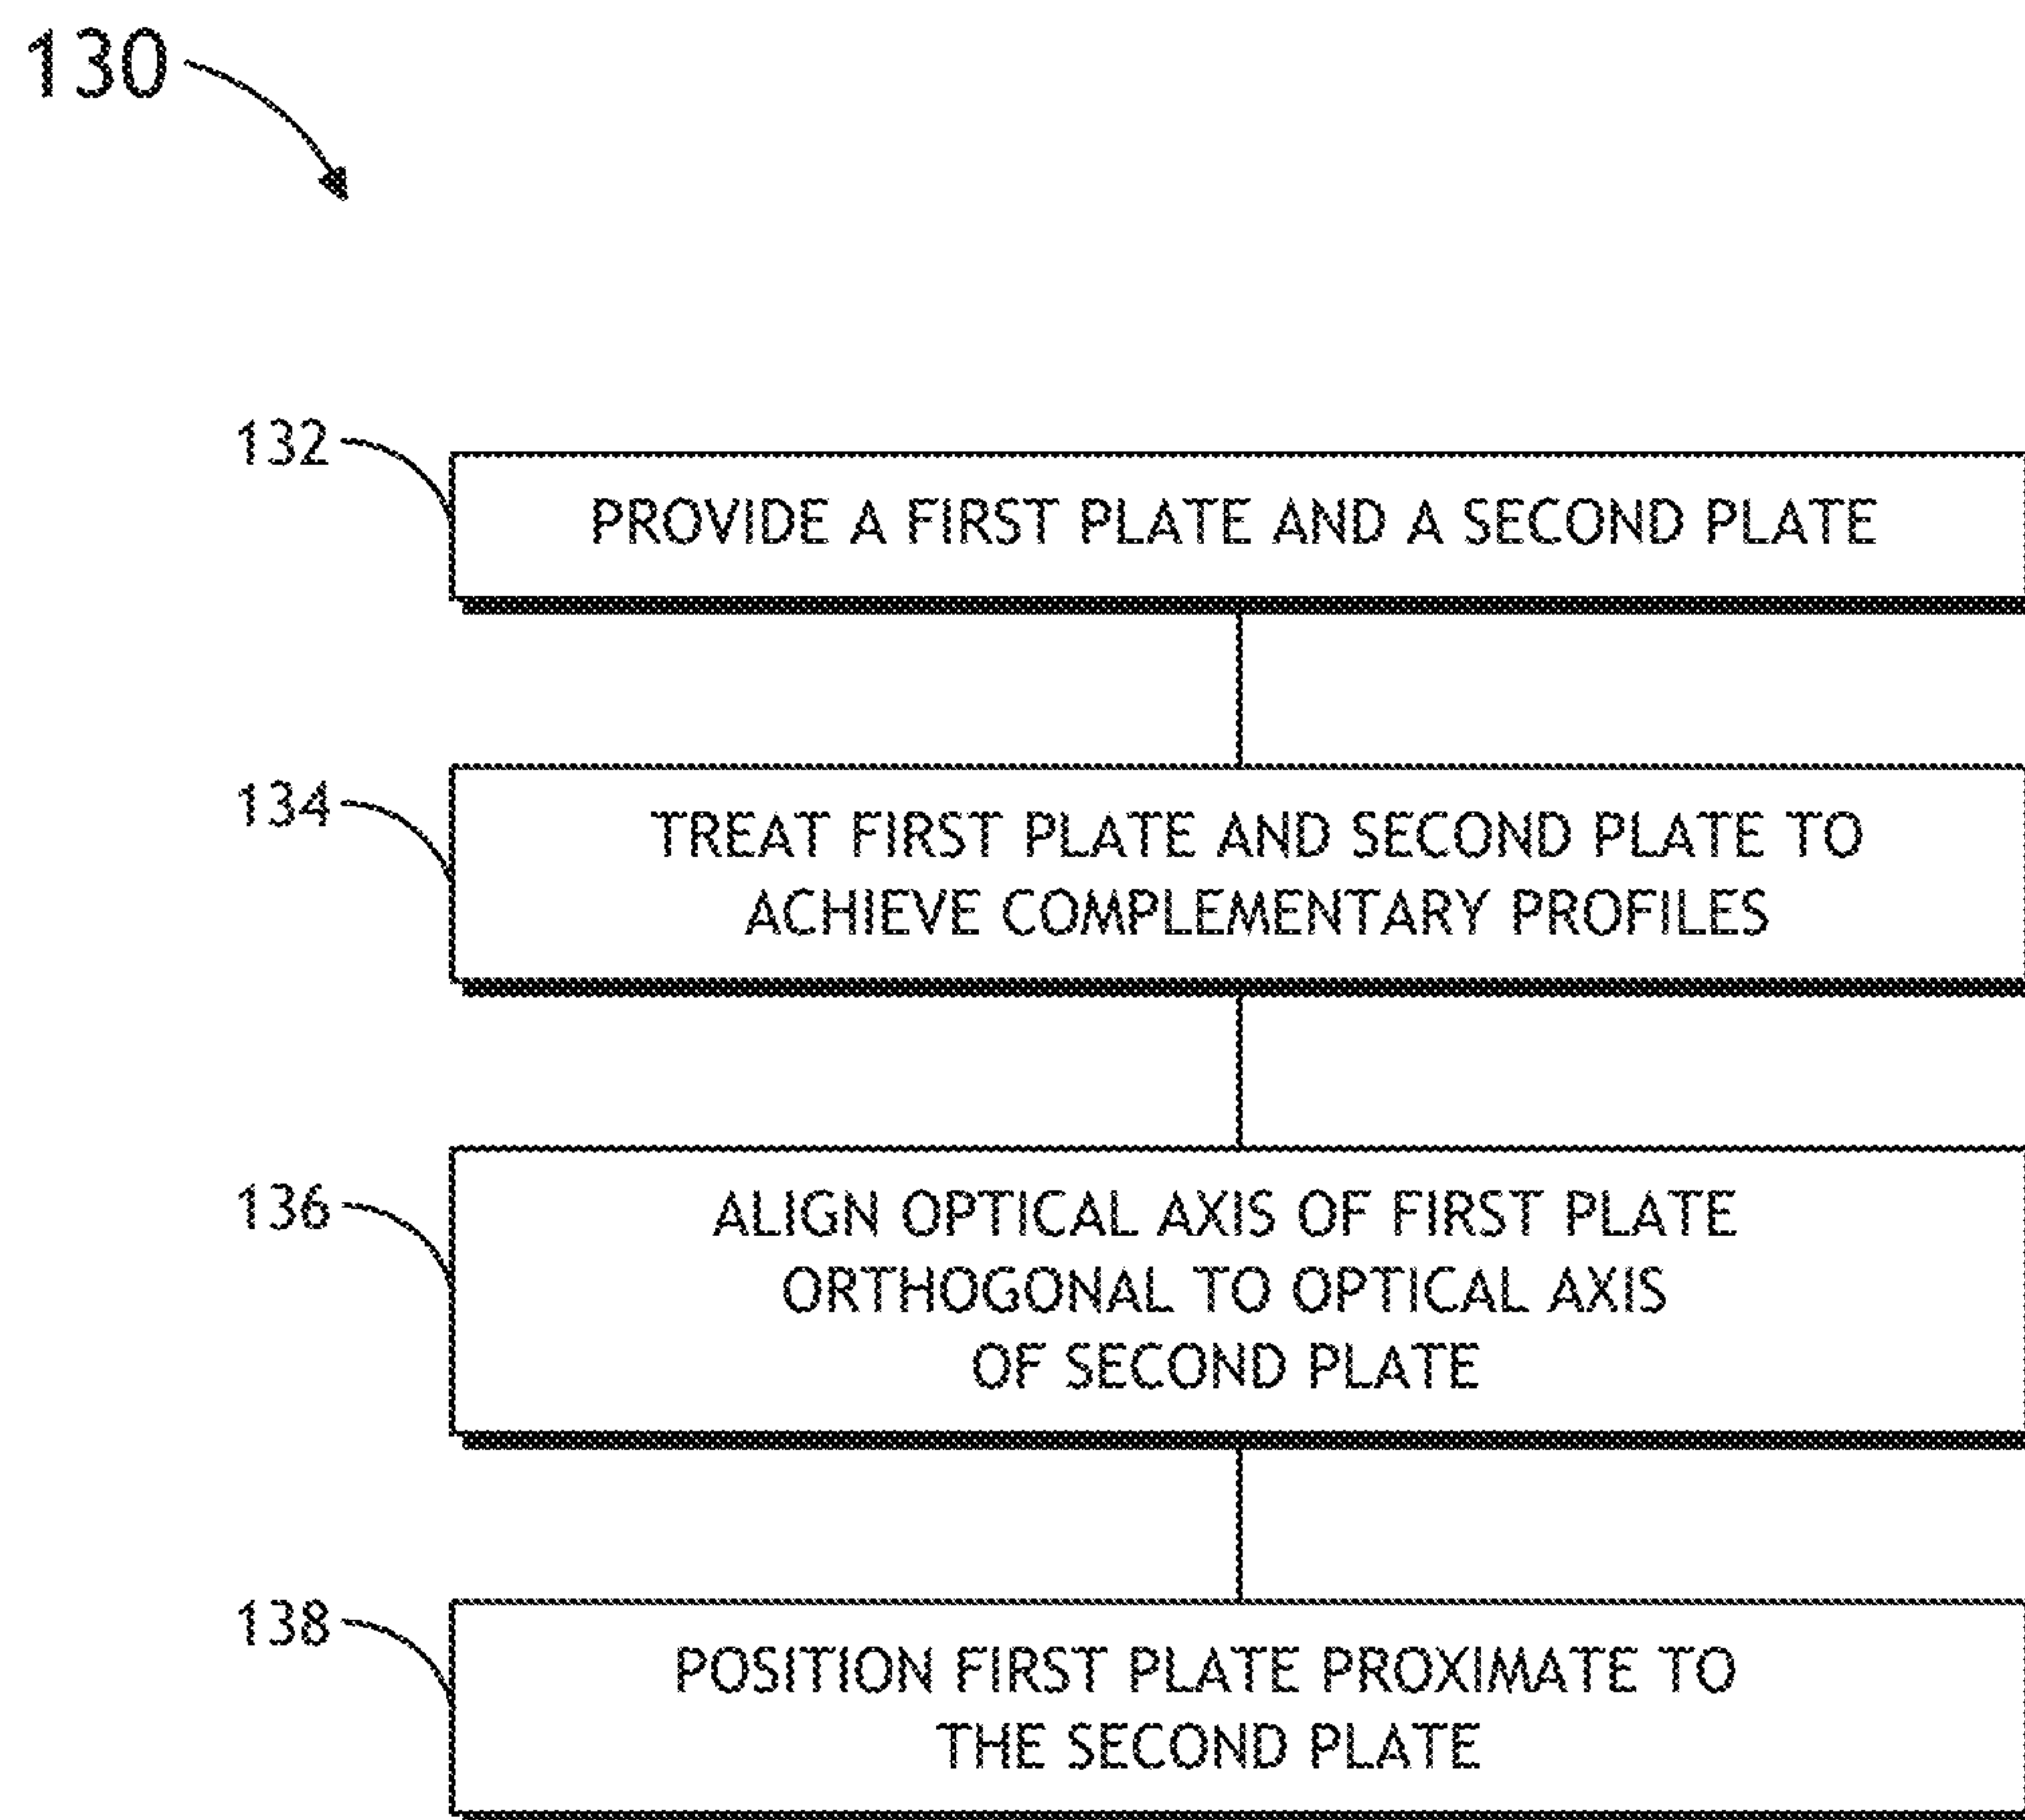 130
132
PROVIDE A FIRST PLATE AND A SECOND PLATE
134
TREAT FIRST PLATE AND SECOND PLATE TO
ACHIEVE COMPLEMENTARY PROFILES
136
ALIGN OPTICAL AXIS OF FIRST PLATE
ORTHOGONAL TO OPTICAL AXIS
OF SECOND PLATE
138
POSITION FIRST PLATE PROXIMATE TO
THE SECOND PLATE